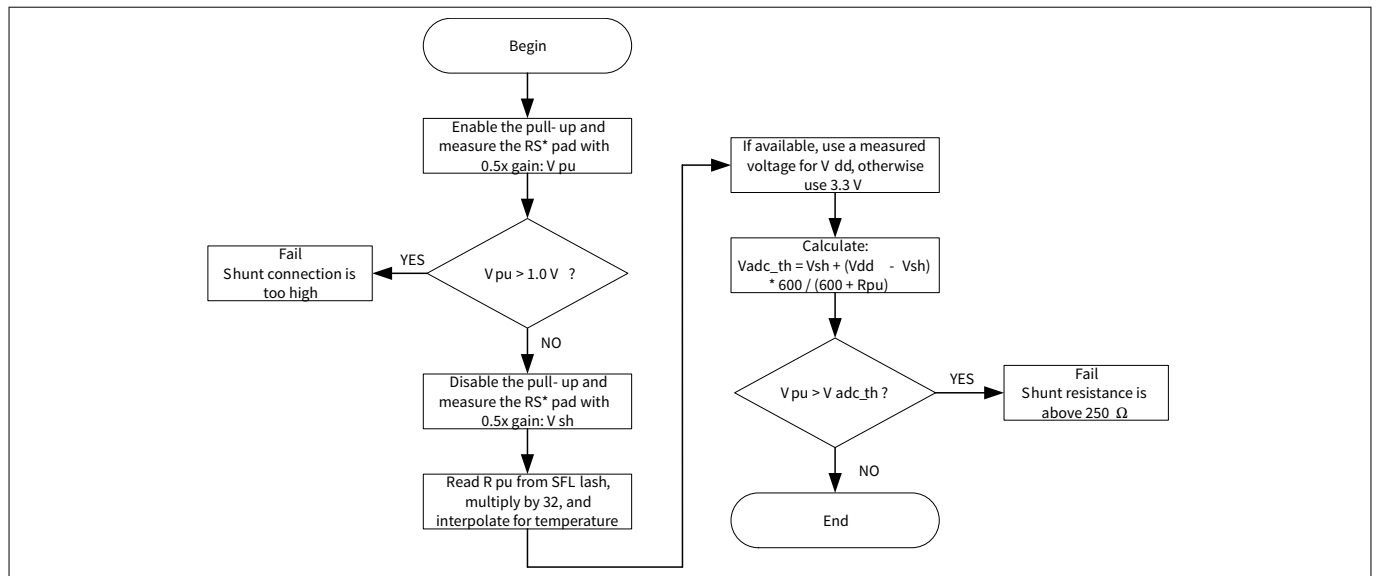 Begin
Enable the pull- up and
measure the RS* pad with
0.5x gain: V pu
V pu > 1.0 V ?
YES
Fail
Shunt connection is
too high
NO
Disable the pull- up and
measure the RS* pad with
0.5x gain: V sh
Read R pu from SFL lash,
multiply by 32, and
interpolate for temperature
If available, use a measured
voltage for V dd, otherwise
use 3.3 V
Calculate:
Vadc_th = Vsh + (Vdd - Vsh)
* 600 / (600 + Rpu)
V pu > V adc_th ?
YES
Fail
Shunt resistance is
above 250 Ω
NO
End